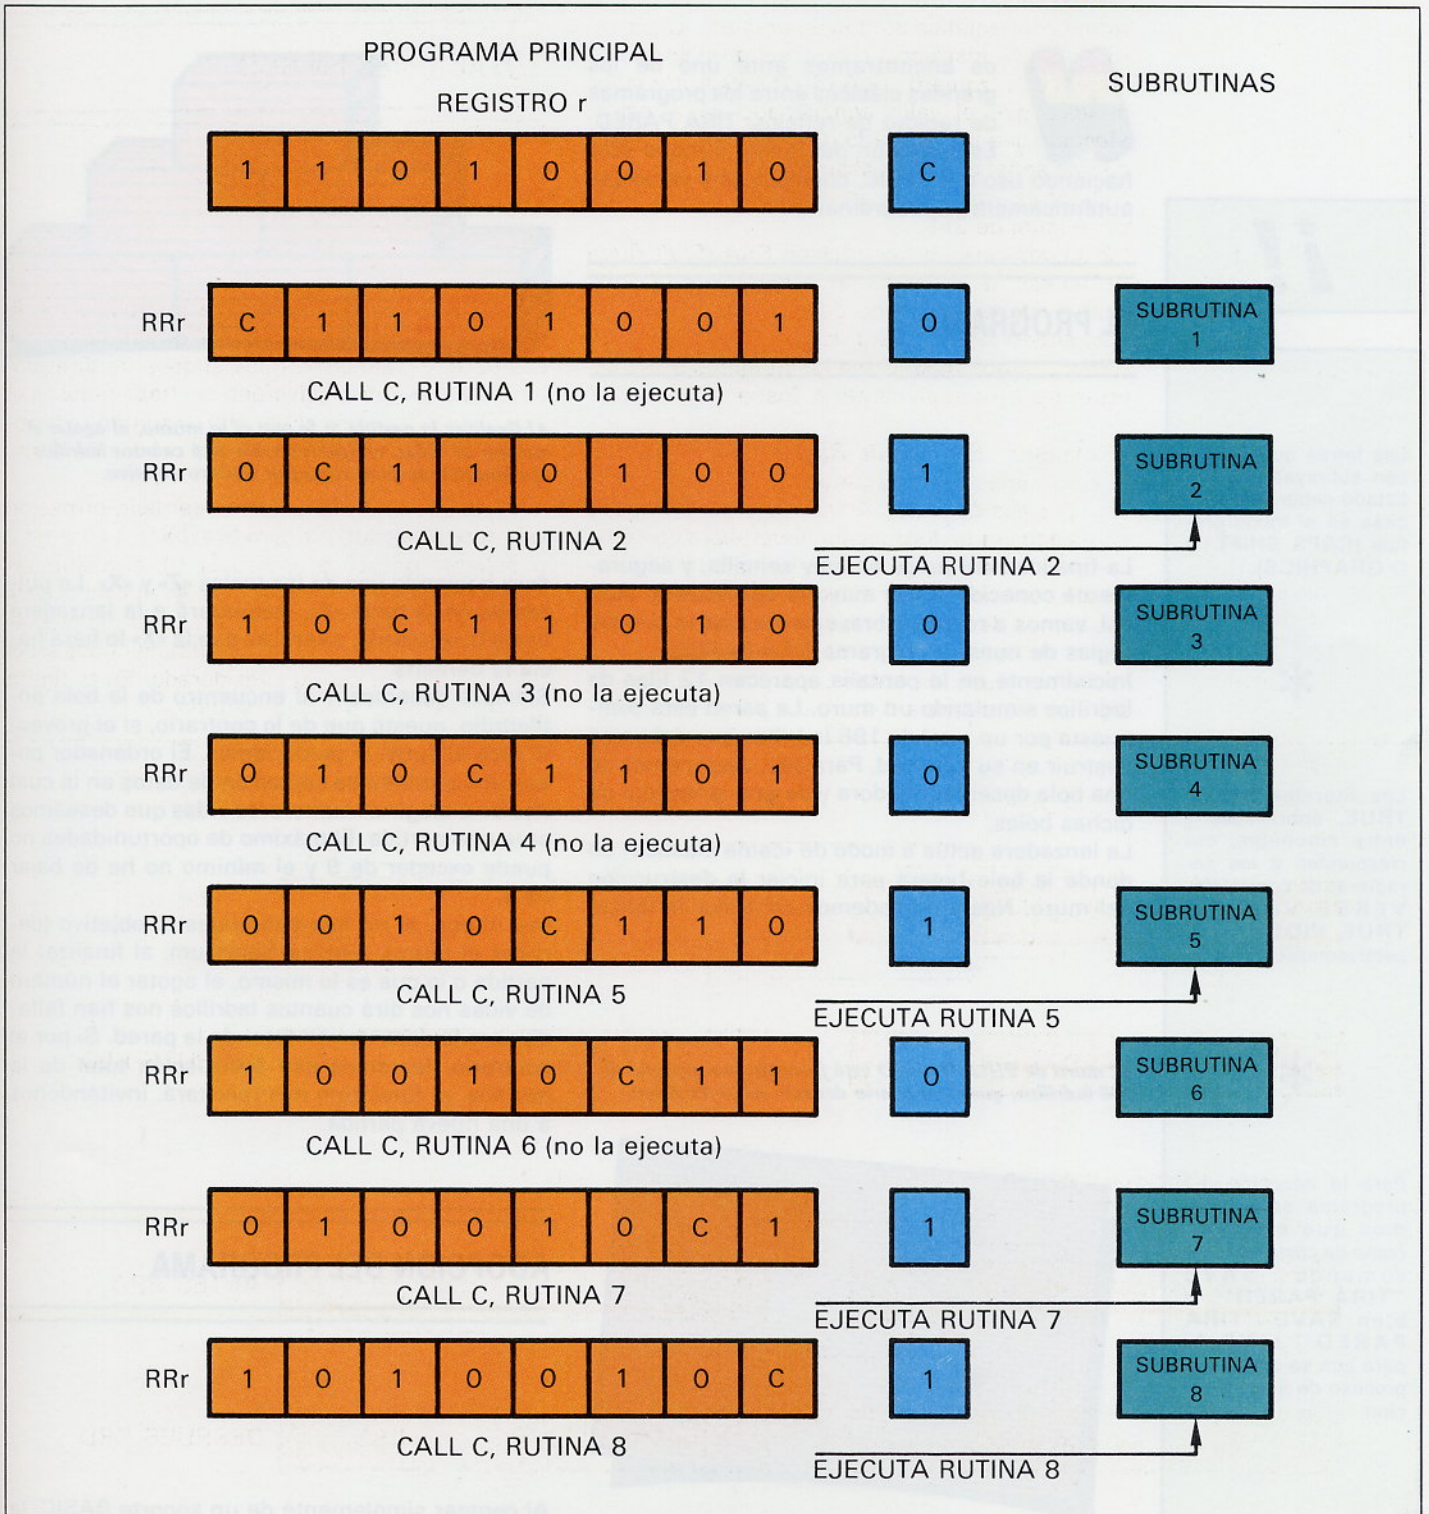 PROGRAMA PRINCIPAL
SUBRUTINAS
REGISTRO r
1 1 0 1 0 0 1 0 C
RRr C 1 1 0 1 0 0 1 0 SUBRUTINA 1
CALL C, RUTINA 1 (no la ejecuta)
RRr 0 C 1 1 0 1 0 0 1 SUBRUTINA 2
CALL C, RUTINA 2
EJECUTA RUTINA 2
RRr 1 0 C 1 1 0 1 0 0 SUBRUTINA 3
CALL C, RUTINA 3 (no la ejecuta)
RRr 0 1 0 C 1 1 0 1 0 SUBRUTINA 4
CALL C, RUTINA 4 (no la ejecuta)
RRr 0 0 1 0 C 1 1 0 1 SUBRUTINA 5
CALL C, RUTINA 5
EJECUTA RUTINA 5
RRr 1 0 0 1 0 C 1 1 0 SUBRUTINA 6
CALL C, RUTINA 6 (no la ejecuta)
RRr 0 1 0 0 1 0 C 1 1 SUBRUTINA 7
CALL C, RUTINA 7
EJECUTA RUTINA 7
RRr 1 0 1 0 0 1 0 C 1 SUBRUTINA 8
CALL C, RUTINA 8
EJECUTA RUTINA 8